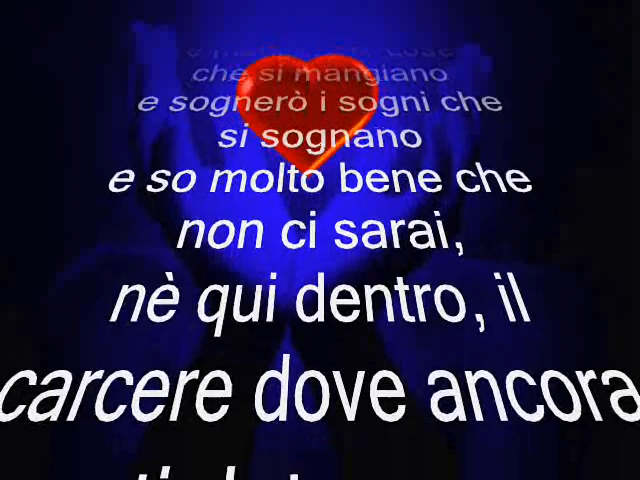 che si mangiano
e sognerò i sogni che
si sognano
e so molto bene che
non ci sarai,
nè qui dentro, il
carcere dove ancora